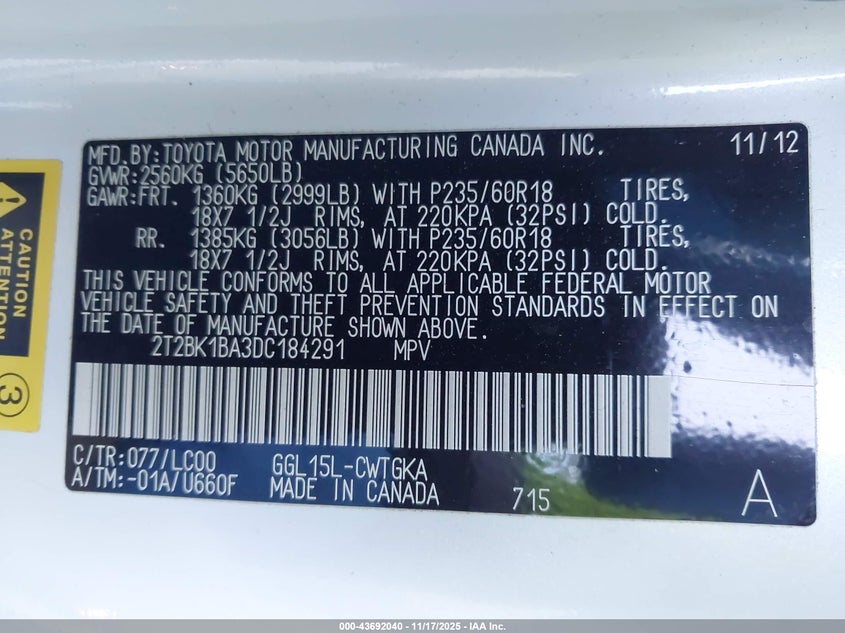 MFD.BY:TOYOTA MOTOR MANUFACTURING CANADA INC. 11/12
GVWR:2560KG (5650LB)
GAWR:FRT. 1360KG (2999LB) WITH P235/60R18 TIRES,
18X7 1/2J RIMS, AT 220KPA (32PSI) COLD.
RR. 1385KG (3056LB) WITH P235/60R18 TIRES,
18X7 1/2J RIMS, AT 220KPA (32PSI) COLD.
THIS VEHICLE CONFORMS TO ALL APPLICABLE FEDERAL MOTOR
VEHICLE SAFETY AND THEFT PREVENTION STANDARDS IN EFFECT ON
THE DATE OF MANUFACTURE SHOWN ABOVE.
2T2BK1BA3DC184291 MPV
C/TR:077/LC00 GGL15L-CWTGKA
A/TM:-01A/U660F MADE IN CANADA 715 A
CAUTION
ATTENTION
3
000-43692040 - 11/17/2025 - IAA Inc.